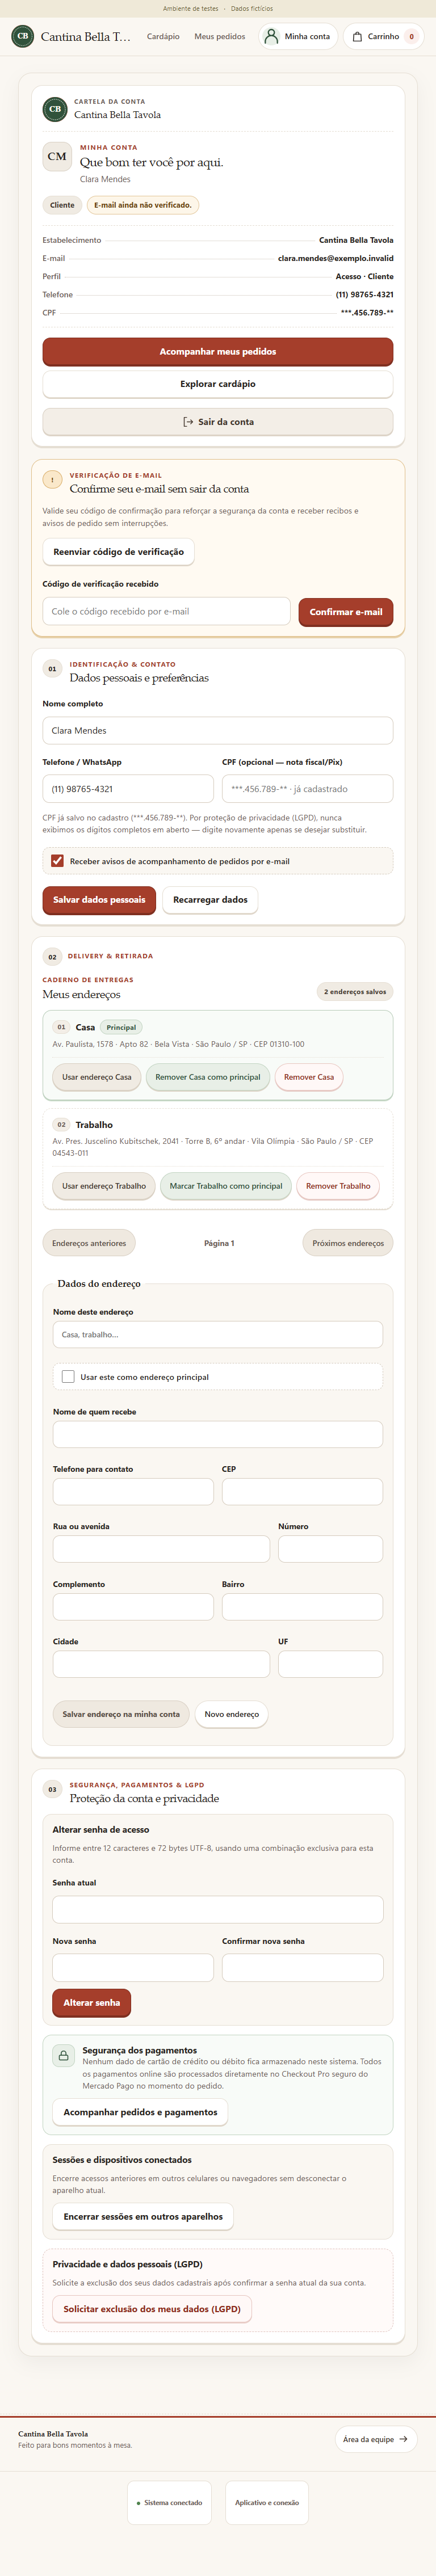 Ambiente de testes · Dados fictícios
CB Cantina Bella T... Cardápio Meus pedidos Minha conta Carrinho 0
CB CARTELA DA CONTA
Cantina Bella Tavola
CM MINHA CONTA
Que bom ter você por aqui.
Clara Mendes
Cliente E-mail ainda não verificado.
Estabelecimento Cantina Bella Tavola
E-mail clara.mendes@exemplo.invalid
Perfil Acesso · Cliente
Telefone (11) 98765-4321
CPF ***.456.789-**
Acompanhar meus pedidos
Explorar cardápio
Sair da conta
! VERIFICAÇÃO DE E-MAIL
Confirme seu e-mail sem sair da conta
Valide seu código de confirmação para reforçar a segurança da conta e receber recibos e
avisos de pedido sem interrupções.
Reenviar código de verificação
Código de verificação recebido
Cole o código recebido por e-mail Confirmar e-mail
01 IDENTIFICAÇÃO & CONTATO
Dados pessoais e preferências
Nome completo
Clara Mendes
Telefone / WhatsApp CPF (opcional — nota fiscal/Pix)
(11) 98765-4321 ***.456.789-** · já cadastrado
CPF já salvo no cadastro (***.456.789-**). Por proteção de privacidade (LGPD), nunca
exibimos os dígitos completos em aberto — digite novamente apenas se desejar substituir.
Receber avisos de acompanhamento de pedidos por e-mail
Salvar dados pessoais Recarregar dados
02 DELIVERY & RETIRADA
CADERNO DE ENTREGAS
Meus endereços 2 endereços salvos
01 Casa Principal
Av. Paulista, 1578 · Apto 82 · Bela Vista · São Paulo / SP · CEP 01310-100
Usar endereço Casa Remover Casa como principal Remover Casa
02 Trabalho
Av. Pres. Juscelino Kubitschek, 2041 · Torre B, 6º andar · Vila Olímpia · São Paulo / SP · CEP
04543-011
Usar endereço Trabalho Marcar Trabalho como principal Remover Trabalho
Endereços anteriores Página 1 Próximos endereços
Dados do endereço
Nome deste endereço
Casa, trabalho...
Usar este como endereço principal
Nome de quem recebe
Telefone para contato CEP
Rua ou avenida Número
Complemento Bairro
Cidade UF
Salvar endereço na minha conta Novo endereço
03 SEGURANÇA, PAGAMENTOS & LGPD
Proteção da conta e privacidade
Alterar senha de acesso
Informe entre 12 caracteres e 72 bytes UTF-8, usando uma combinação exclusiva para esta
conta.
Senha atual
Nova senha Confirmar nova senha
Alterar senha
Segurança dos pagamentos
Nenhum dado de cartão de crédito ou débito fica armazenado neste sistema. Todos
os pagamentos online são processados diretamente no Checkout Pro seguro do
Mercado Pago no momento do pedido.
Acompanhar pedidos e pagamentos
Sessões e dispositivos conectados
Encerre acessos anteriores em outros celulares ou navegadores sem desconectar o
aparelho atual.
Encerrar sessões em outros aparelhos
Privacidade e dados pessoais (LGPD)
Solicite a exclusão dos seus dados cadastrais após confirmar a senha atual da sua conta.
Solicitar exclusão dos meus dados (LGPD)
Cantina Bella Tavola
Feito para bons momentos à mesa. Área da equipe →
Sistema conectado Aplicativo e conexão